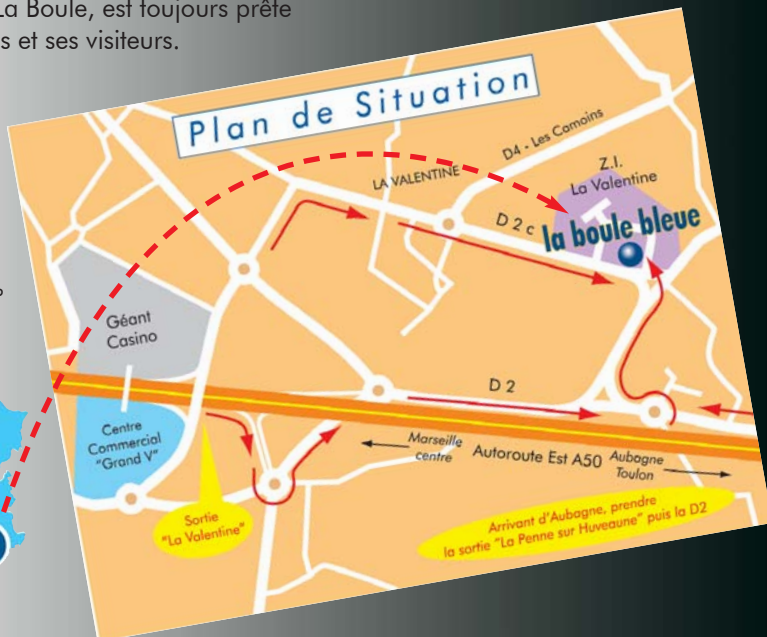 La Boule, est toujours prête
s et ses visiteurs.
Plan de Situation
D4 - Les Camoins
LA VALENTINE
Z.I.
La Valentine
D 2 c
la boule bleue
Géant
Casino
D 2
Centre
Commercial
"Grand V"
Marseille
centre
Autoroute Est A50
Aubagne
Toulon
Sortie
"La Valentine"
Arrivant d'Aubagne, prendre
la sortie "La Penne sur Huveaune" puis la D2